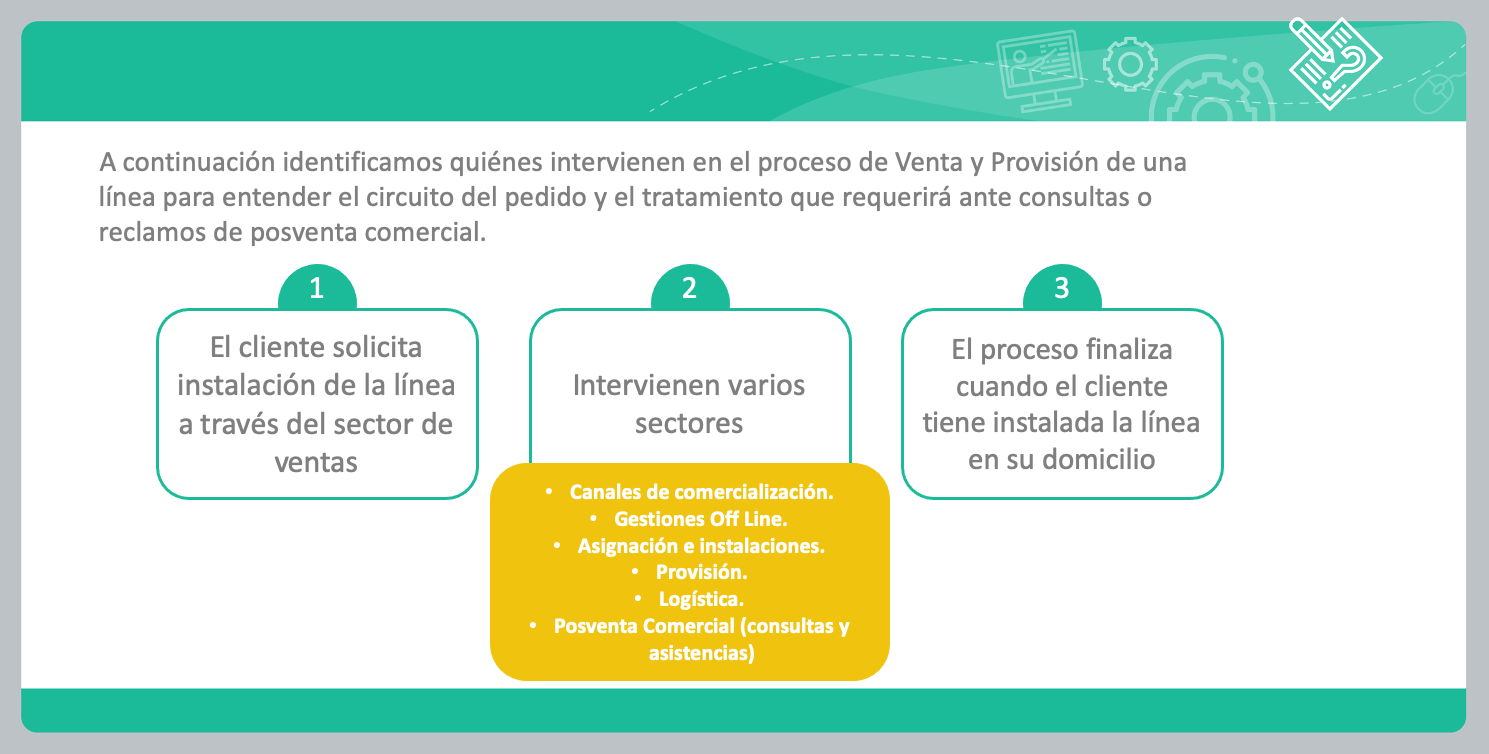 A continuación identificamos quiénes intervienen en el proceso de Venta y Provisión de una
línea para entender el circuito del pedido y el tratamiento que requerirá ante consultas o
reclamos de posventa comercial.
1
El cliente solicita
instalación de la línea
a través del sector de
ventas
2
Intervienen varios
sectores
• Canales de comercialización.
• Gestiones Off Line.
• Asignación e instalaciones.
• Provisión.
• Logística.
• Posventa Comercial (consultas y
asistencias)
3
El proceso finaliza
cuando el cliente
tiene instalada la línea
en su domicilio